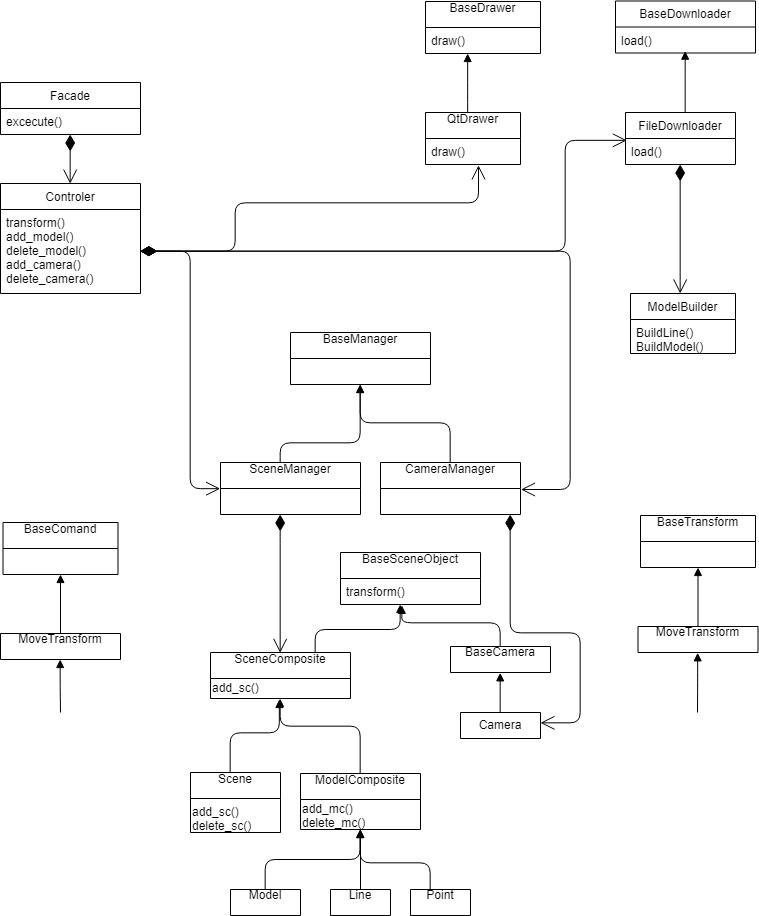 BaseDrawer
draw()
BaseDownloader
load()
Facade
excecute()
QtDrawer
draw()
FileDownloader
load()
Controler
transform()
add_model()
delete_model()
add_camera()
delete_camera()
ModelBuilder
BuildLine()
BuildModel()
BaseManager
SceneManager
CameraManager
BaseComand
BaseTransform
BaseSceneObject
transform()
MoveTransform
MoveTransform
SceneComposite
add_sc()
BaseCamera
Camera
Scene
add_sc()
delete_sc()
ModelComposite
add_mc()
delete_mc()
Model
Line
Point